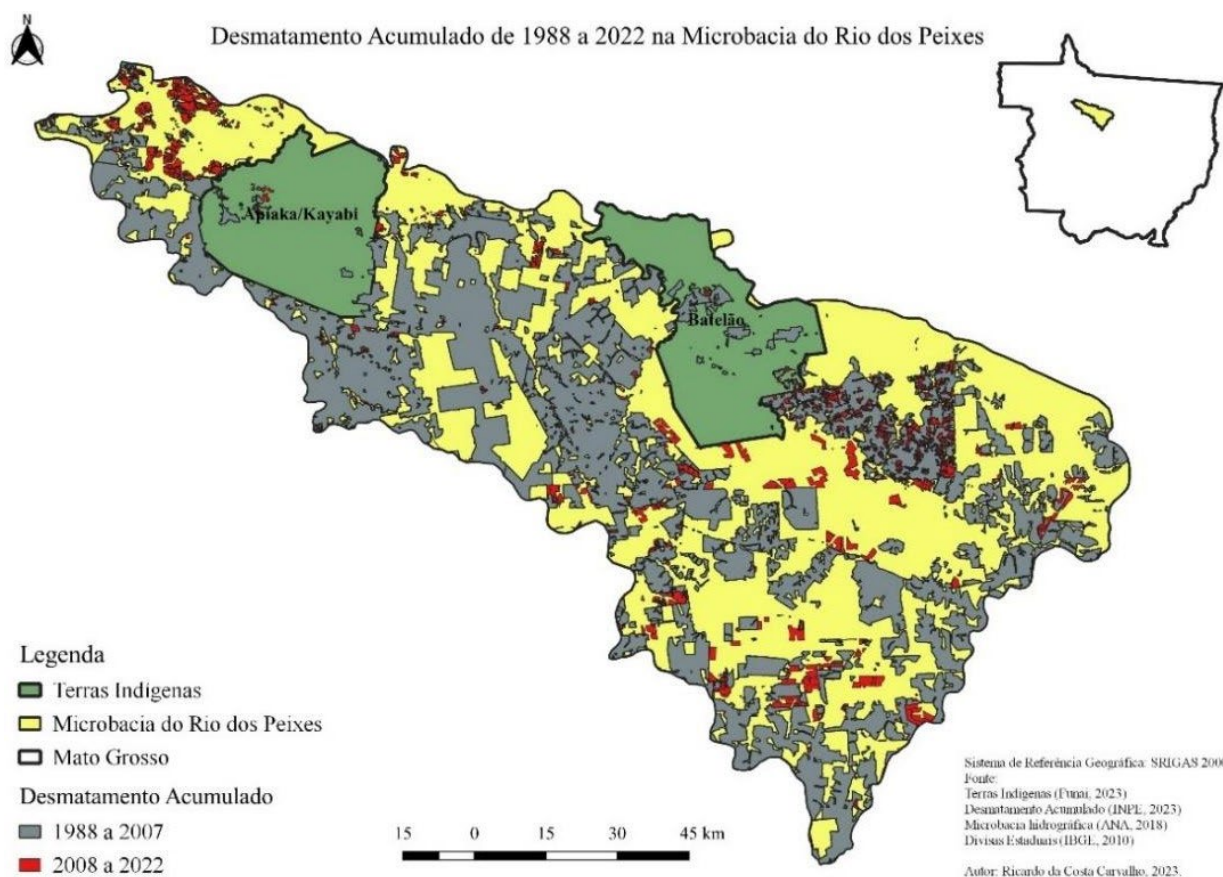 N
Desmatamento Acumulado de 1988 a 2022 na Microbacia do Rio dos Peixes
Apiaka/Kayabi
Batelão
Legenda
Terras Indígenas
Microbacia do Rio dos Peixes
Mato Grosso
Desmatamento Acumulado
1988 a 2007
2008 a 2022
15 0 15 30 45 km
Sistema de Referência Geográfica: SRIGAS 2000
Fonte:
Terras Indígenas (Funai, 2023)
Desmatamento Acumulado (INPE, 2023)
Microbacia hidrográfica (ANA, 2018)
Divisas Estaduais (IBGE, 2010)
Autor: Ricardo da Costa Carvalho, 2023.